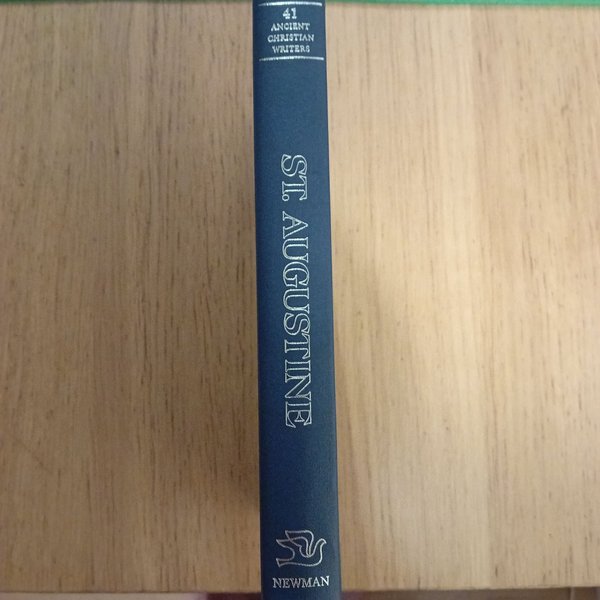 41
ANCIENT
CHRISTIAN
WRITERS
ST. AUGUSTINE
NEWMAN